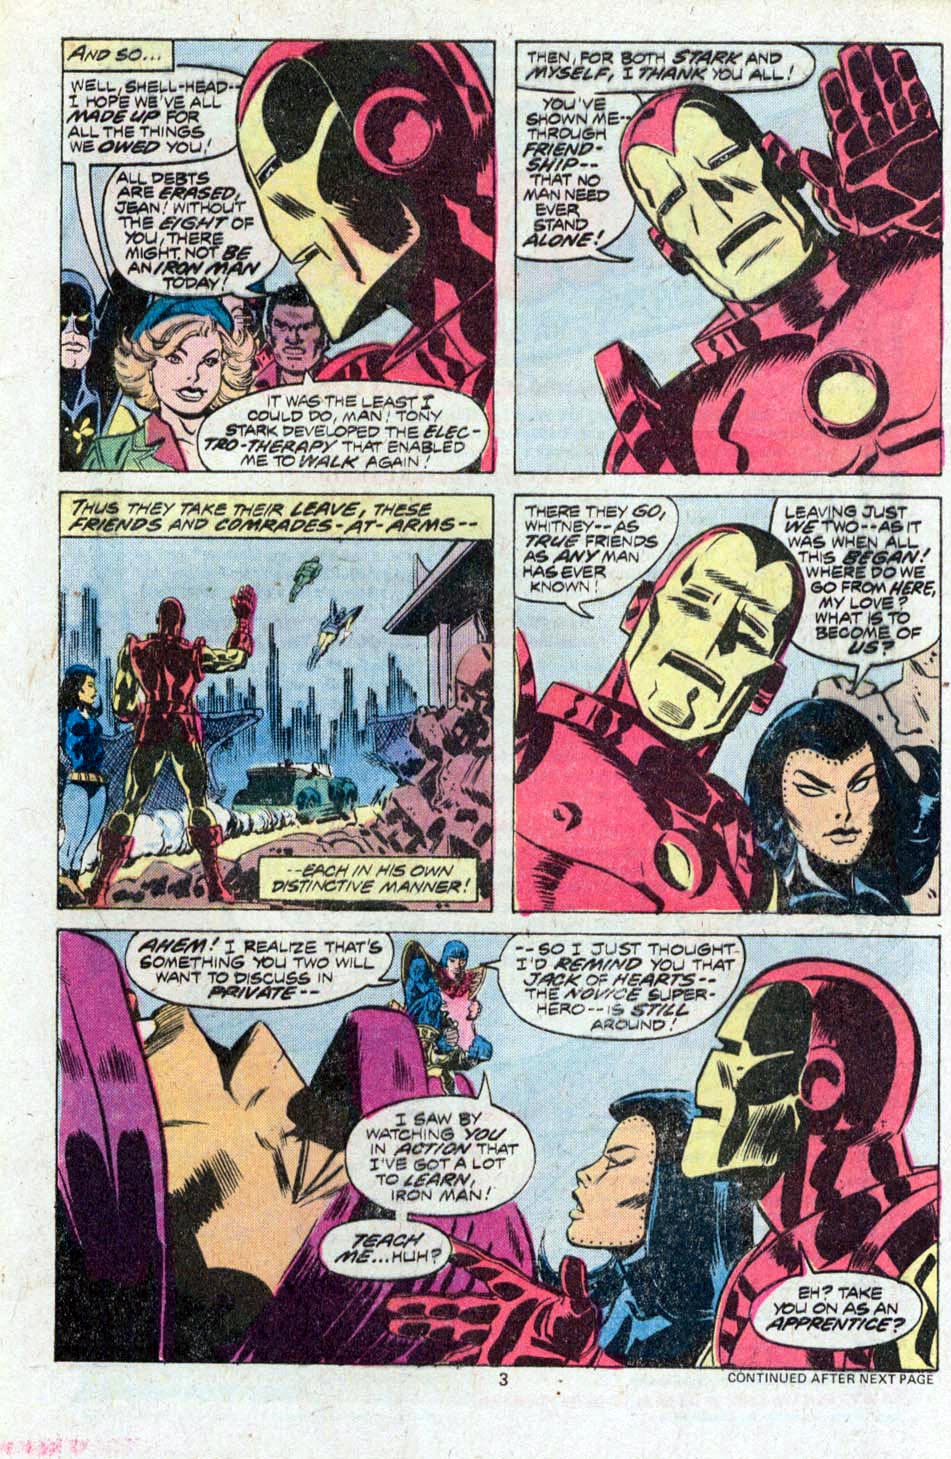 AND SO...
WELL, SHELL-HEAD--
I HOPE WE'VE ALL
MADE UP FOR
ALL THE THINGS
WE OWED YOU!
ALL DEBTS
ARE ERASED,
JEAN! WITHOUT
THE EIGHT OF
YOU, THERE
MIGHT NOT BE
AN IRON MAN
TODAY!
IT WAS THE LEAST I
COULD DO, MAN! TONY
STARK DEVELOPED THE ELEC-
TRO-THERAPY THAT ENABLED
ME TO WALK AGAIN!
THEN, FOR BOTH STARK AND
MYSELF, I THANK YOU ALL!
YOU'VE
SHOWN ME--
THROUGH
FRIEND-
SHIP--
THAT NO
MAN NEED
EVER
STAND
ALONE!
THUS THEY TAKE THEIR LEAVE, THESE
FRIENDS AND COMRADES-AT-ARMS--
--EACH IN HIS OWN
DISTINCTIVE MANNER!
THERE THEY GO,
WHITNEY--AS
TRUE FRIENDS
AS ANY MAN
HAS EVER
KNOWN!
LEAVING JUST
WE TWO--AS IT
WAS WHEN ALL
THIS BEGAN!
WHERE DO WE
GO FROM HERE,
MY LOVE?
WHAT IS TO
BECOME OF
US?
AHEM! I REALIZE THAT'S
SOMETHING YOU TWO WILL
WANT TO DISCUSS IN
PRIVATE--
--SO I JUST THOUGHT
I'D REMIND YOU THAT
JACK OF HEARTS--
THE NOVICE SUPER-
HERO--IS STILL
AROUND!
I SAW BY
WATCHING YOU
IN ACTION THAT
I'VE GOT A LOT
TO LEARN,
IRON MAN!
TEACH
ME...HUH?
EH? TAKE
YOU ON AS AN
APPRENTICE?
3
CONTINUED AFTER NEXT PAGE